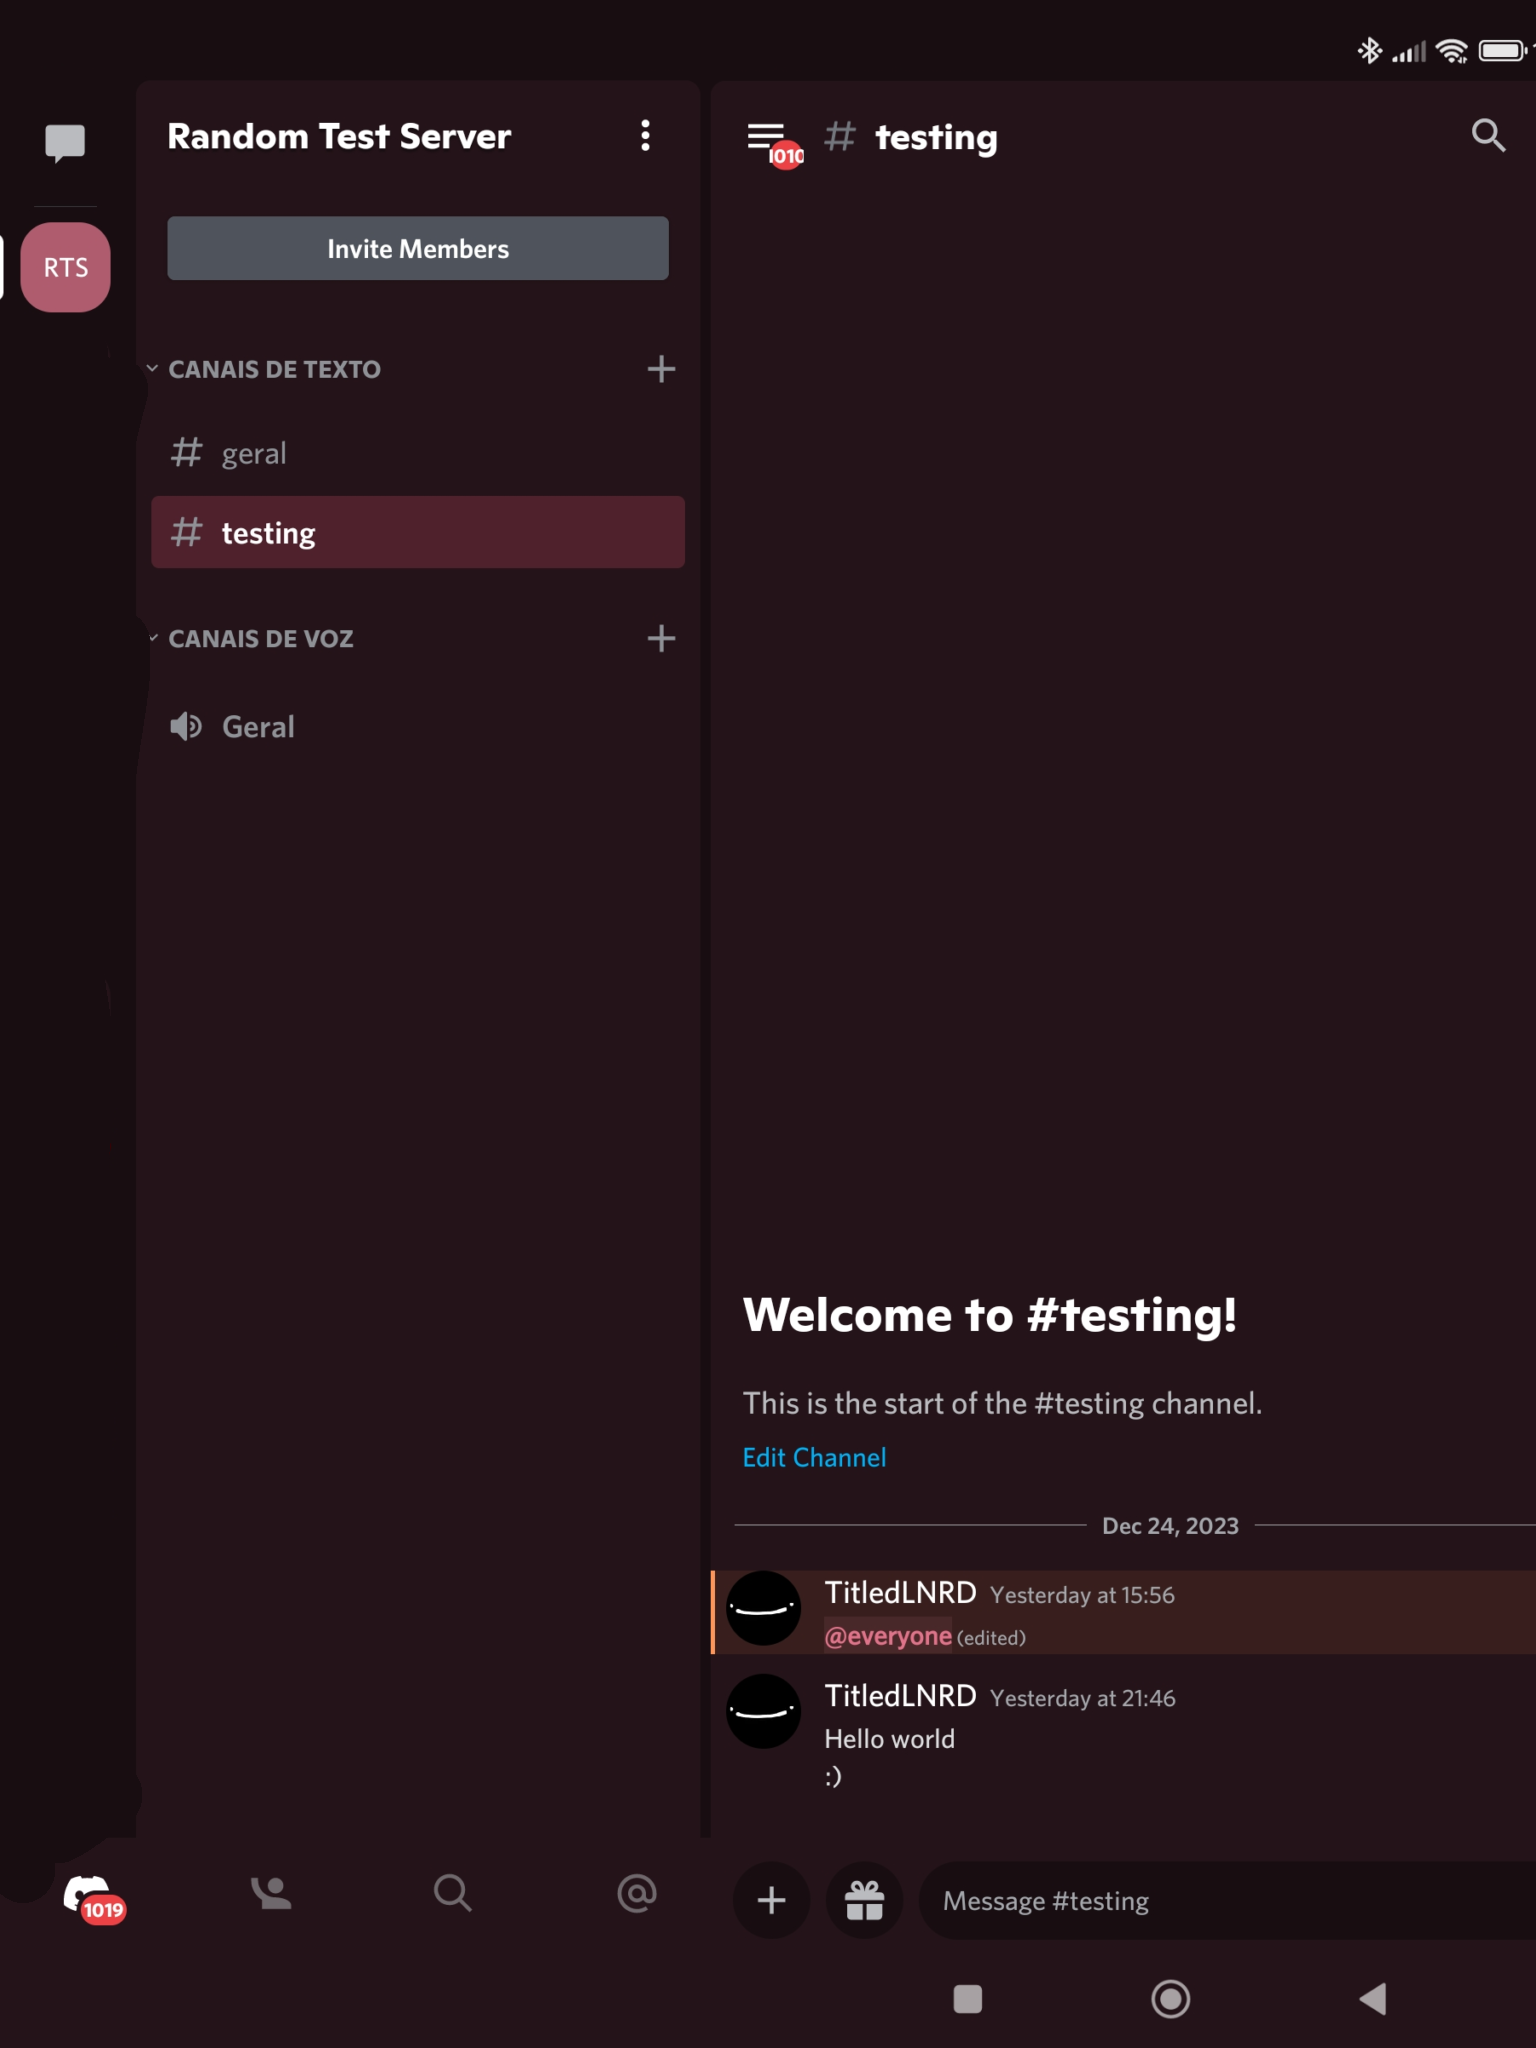 Random Test Server
RTS
Invite Members
CANAIS DE TEXTO
# geral
# testing
CANAIS DE VOZ
Geral
1019
# testing
Welcome to #testing!
This is the start of the #testing channel.
Edit Channel
Dec 24, 2023
TitledLNRD Yesterday at 15:56
@everyone (edited)
TitledLNRD Yesterday at 21:46
Hello world
:)
Message #testing